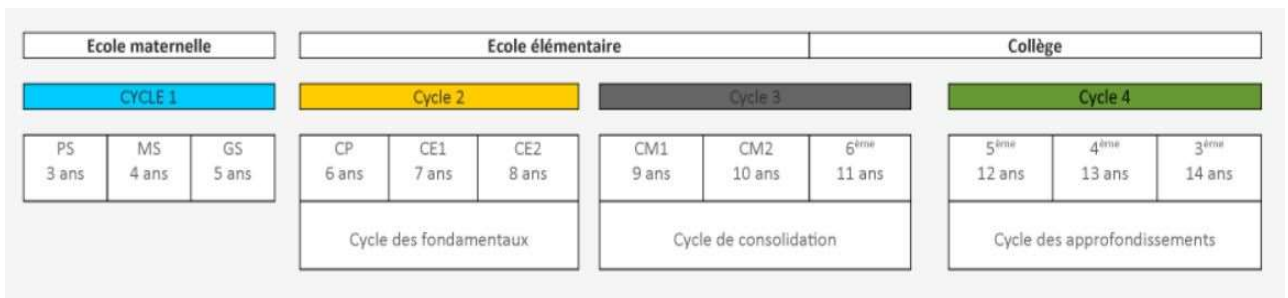 Ecole maternelle
Ecole élémentaire
Collège
CYCLE 1
Cycle 2
Cycle 3
Cycle 4
PS
3 ans
MS
4 ans
GS
5 ans
CP
6 ans
CE1
7 ans
CE2
8 ans
CM1
9 ans
CM2
10 ans
6ème
11 ans
5ème
12 ans
4ème
13 ans
3ème
14 ans
Cycle des fondamentaux
Cycle de consolidation
Cycle des approfondissements